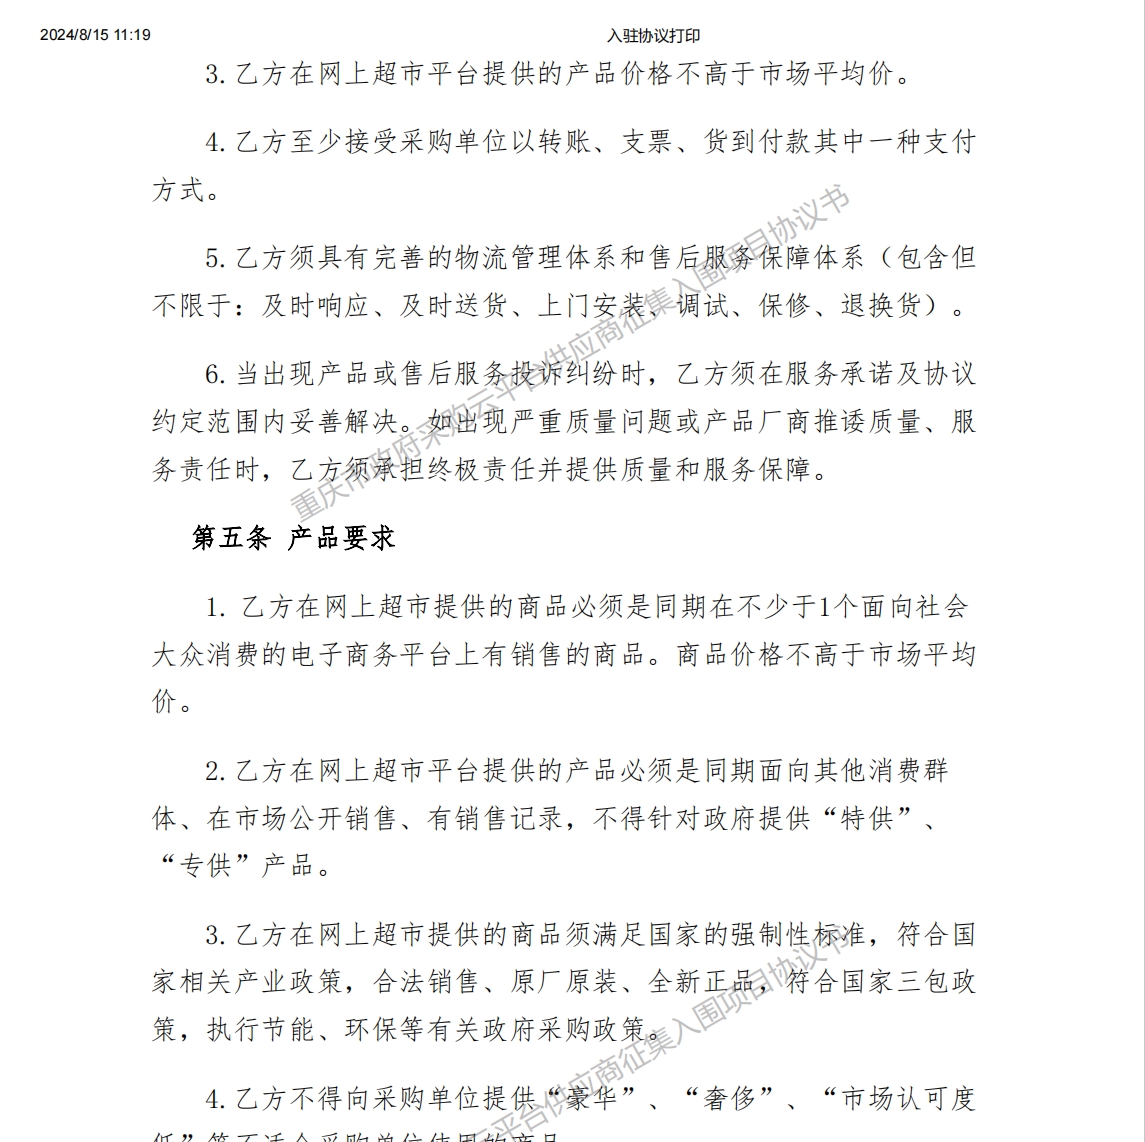 2024/8/15 11:19
入驻协议打印
3.乙方在网上超市平台提供的产品价格不高于市场平均价。
4.乙方至少接受采购单位以转账、支票、货到付款其中一种支付
方式。
5.乙方须具有完善的物流管理体系和售后服务保障体系（包含但
不限于：及时响应、及时送货、上门安装、调试、保修、退换货）。
6.当出现产品或售后服务投诉纠纷时，乙方须在服务承诺及协议
约定范围内妥善解决。如出现严重质量问题或产品厂商推诿质量、服
务责任时，乙方须承担终极责任并提供质量和服务保障。
重庆市政府采购云平台供应商征集入围项目协议书
第五条 产品要求
1. 乙方在网上超市提供的商品必须是同期在不少于1个面向社会
大众消费的电子商务平台上有销售的商品。商品价格不高于市场平均
价。
2.乙方在网上超市平台提供的产品必须是同期面向其他消费群
体、在市场公开销售、有销售记录，不得针对政府提供“特供”、
“专供”产品。
3.乙方在网上超市提供的商品须满足国家的强制性标准，符合国
家相关产业政策，合法销售、原厂原装、全新正品，符合国家三包政
策，执行节能、环保等有关政府采购政策。
云平台供应商征集入围项目协议书
4.乙方不得向采购单位提供“豪华”、“奢侈”、“市场认可度
低”等不适合采购单位使用的商品